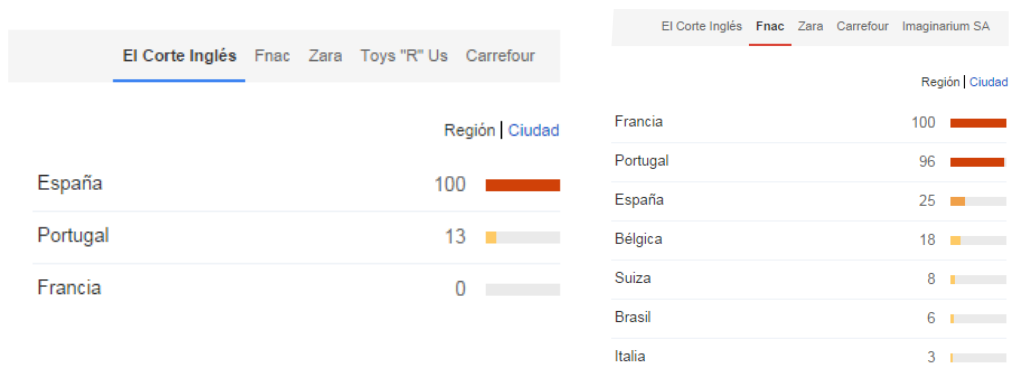 El Corte Inglés Fnac Zara Toys "R" Us Carrefour
Región | Ciudad
España 100
Portugal 13
Francia 0
El Corte Inglés Fnac Zara Carrefour Imaginarium SA
Región | Ciudad
Francia 100
Portugal 96
España 25
Bélgica 18
Suiza 8
Brasil 6
Italia 3